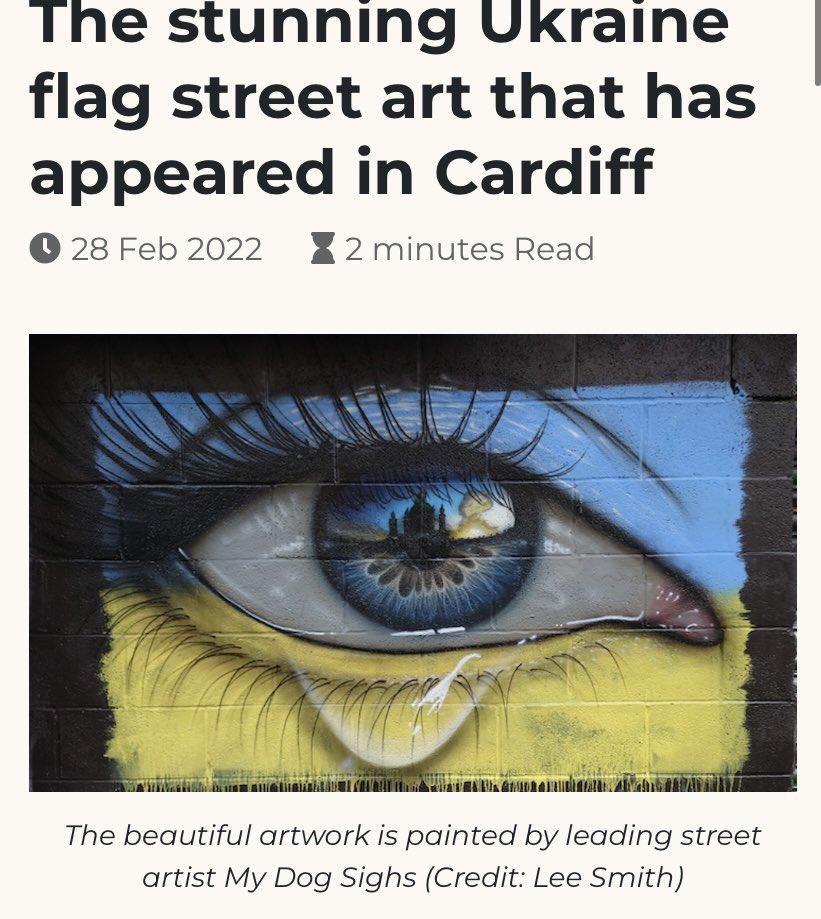 The stunning Ukraine
flag street art that has
appeared in Cardiff
28 Feb 2022 2 minutes Read
The beautiful artwork is painted by leading street
artist My Dog Sighs (Credit: Lee Smith)